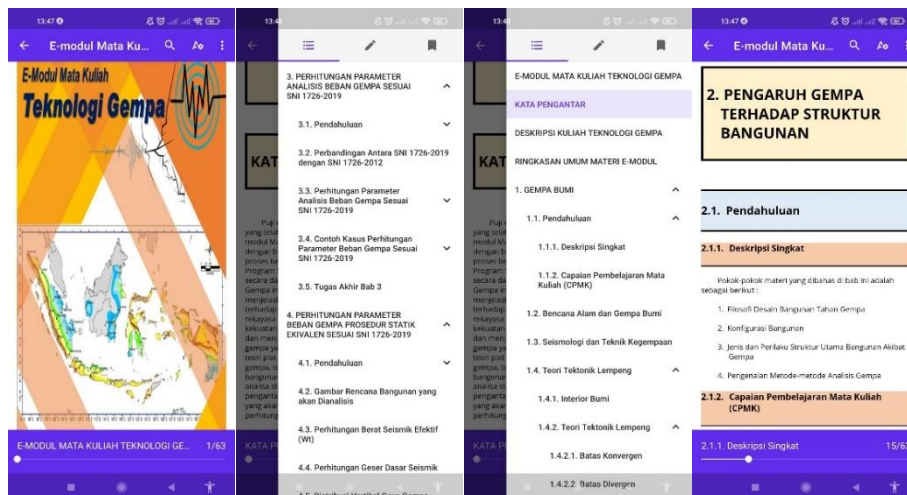 13:47
E-modul Mata Ku...
E-Modul Mata Kuliah
Teknologi Gempa
E-MODUL MATA KULIAH TEKNOLOGI GE...
1/63
13:48
3. PERHITUNGAN PARAMETER
ANALISIS BEBAN GEMPA SESUAI
SNI 1726-2019
3.1. Pendahuluan
3.2. Perbandingan Antara SNI 1726-2019
dengan SNI 1726-2012
3.3. Perhitungan Parameter
Analisis Beban Gempa Sesuai
SNI 1726-2019
3.4. Contoh Kasus Perhitungan
Parameter Beban Gempa Sesuai
SNI 1726-2019
3.5. Tugas Akhir Bab 3
4. PERHITUNGAN PARAMETER
BEBAN GEMPA PROSEDUR STATIK
EKIVALEN SESUAI SNI 1726-2019
4.1. Pendahuluan
4.2. Gambar Rencana Bangunan yang
akan Dianalisis
4.3. Perhitungan Berat Seismik Efektif
(Wt)
4.4. Perhitungan Geser Dasar Seismik
KAT
KATA P
13:48
E-MODUL MATA KULIAH TEKNOLOGI GEMPA
KATA PENGANTAR
DESKRIPSI KULIAH TEKNOLOGI GEMPA
RINGKASAN UMUM MATERI E-MODUL
1. GEMPA BUMI
1.1. Pendahuluan
1.1.1. Deskripsi Singkat
1.1.2. Capaian Pembelajaran Mata
Kuliah (CPMK)
1.2. Bencana Alam dan Gempa Bumi
1.3. Seismologi dan Teknik Kegempaan
1.4. Teori Tektonik Lempeng
1.4.1. Interior Bumi
1.4.2. Teori Tektonik Lempeng
1.4.2.1. Batas Konvergen
1.4.2.2. Batas Divergen
KAT
KATA P
13:47
E-modul Mata Ku...
2. PENGARUH GEMPA
TERHADAP STRUKTUR
BANGUNAN
2.1. Pendahuluan
2.1.1. Deskripsi Singkat
Pokok-pokok materi yang dibahas di bab ini adalah
sebagai berikut :
1. Filosofi Desain Bangunan Tahan Gempa
2. Konfigurasi Bangunan
3. Jenis dan Perilaku Struktur Utama Bangunan Akibat
Gempa
4. Pengenalan Metode-metode Analisis Gempa
2.1.2. Capaian Pembelajaran Mata Kuliah
(CPMK)
2.1.1. Deskripsi Singkat
15/6